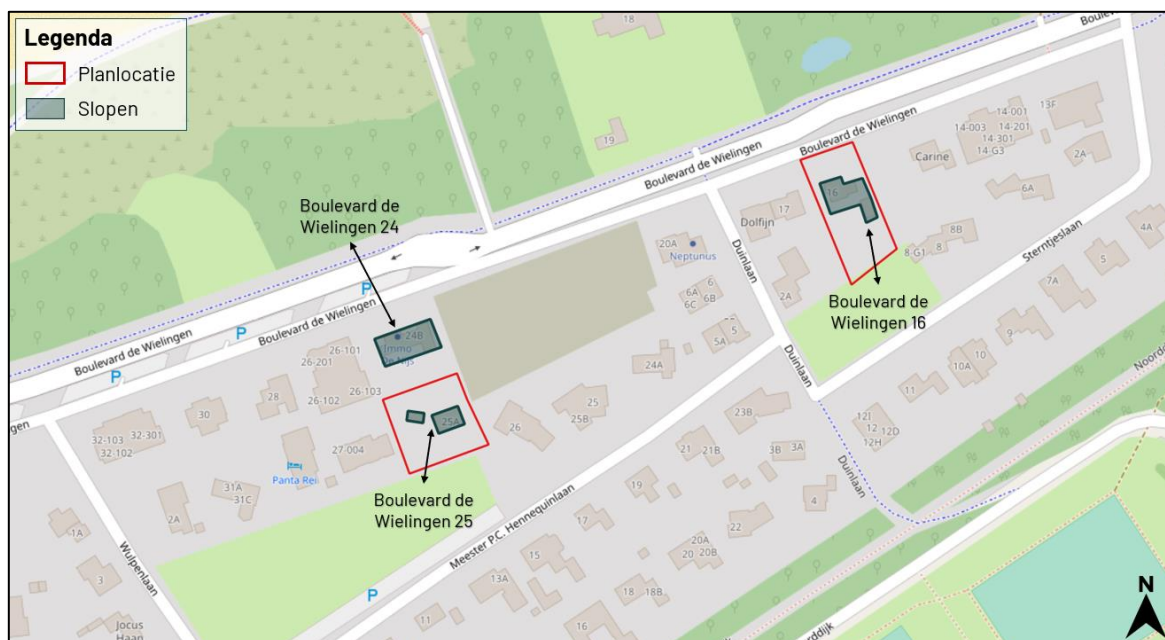 Legenda
Planlocatie
Slopen
18
19
Boulevard de Wielingen
Boulevard de Wielingen
Boulevard de Wielingen
Boulevard de
Wielingen 24
Boulevard de Wielingen
Boulevard de Wielingen
14-001
13F
14-003
14-201
14-301
14-G3
Carine
2A
16
6A
17
Dolfijn
8B
8
8-G1
4A
Sterntjeslaan
5
7A
20A
Neptunus
Duinlaan
6
6A
6B
6C
2A
Boulevard de
Wielingen 16
5
5A
9
10
10A
11
P
P
P
24B
Immo
26-101
26-201
26-103
26-102
28
30
32-103
32-301
32-102
25A
26
25
25B
24A
Duinlaan
23B
12
12D
12H
21
21B
3B
3A
27-004
Panta Rei
31A
31C
2A
Boulevard de
Wielingen 25
19
4
Duinlaan
22
17
1A
Wulpenlaan
Meester P.C. Hennequinlaan
15
20A
20
20B
3
13A
18
18B
P
11
16
Jocus
Haan
N